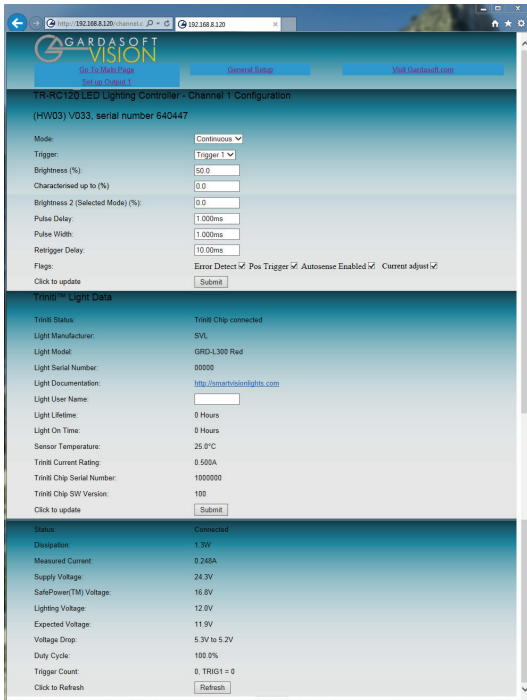 http://192.168.8.120/channel.c
192.168.8.120
GARDASOFT
VISION
Go To Main Page General Setup Visit Gardasoft.com
Set up Output 1
TR-RC120 LED Lighting Controller - Channel 1 Configuration
(HW03) V033, serial number 640447
Mode: Continuous
Trigger: Trigger 1
Brightness (%): 50.0
Characterised up to (%) 0.0
Brightness 2 (Selected Mode) (%): 0.0
Pulse Delay: 1.000ms
Pulse Width: 1.000ms
Retrigger Delay: 10.00ms
Flags: Error Detect Pos Trigger Autosense Enabled Current adjust
Click to update Submit
Triniti™ Light Data
Triniti Status: Triniti Chip connected
Light Manufacturer: SVL
Light Model: GRD-L300 Red
Light Serial Number: 00000
Light Documentation: http://smartvisionlights.com
Light User Name:
Light Lifetime: 0 Hours
Light On Time: 0 Hours
Sensor Temperature: 25.0°C
Triniti Current Rating: 0.500A
Triniti Chip Serial Number: 1000000
Triniti Chip SW Version: 100
Click to update Submit
Status: Connected
Dissipation: 1.3W
Measured Current: 0.248A
Supply Voltage: 24.3V
SafePower(TM) Voltage: 16.8V
Lighting Voltage: 12.0V
Expected Voltage: 11.9V
Voltage Drop: 5.3V to 5.2V
Duty Cycle: 100.0%
Trigger Count: 0, TRIG1 = 0
Click to Refresh Refresh